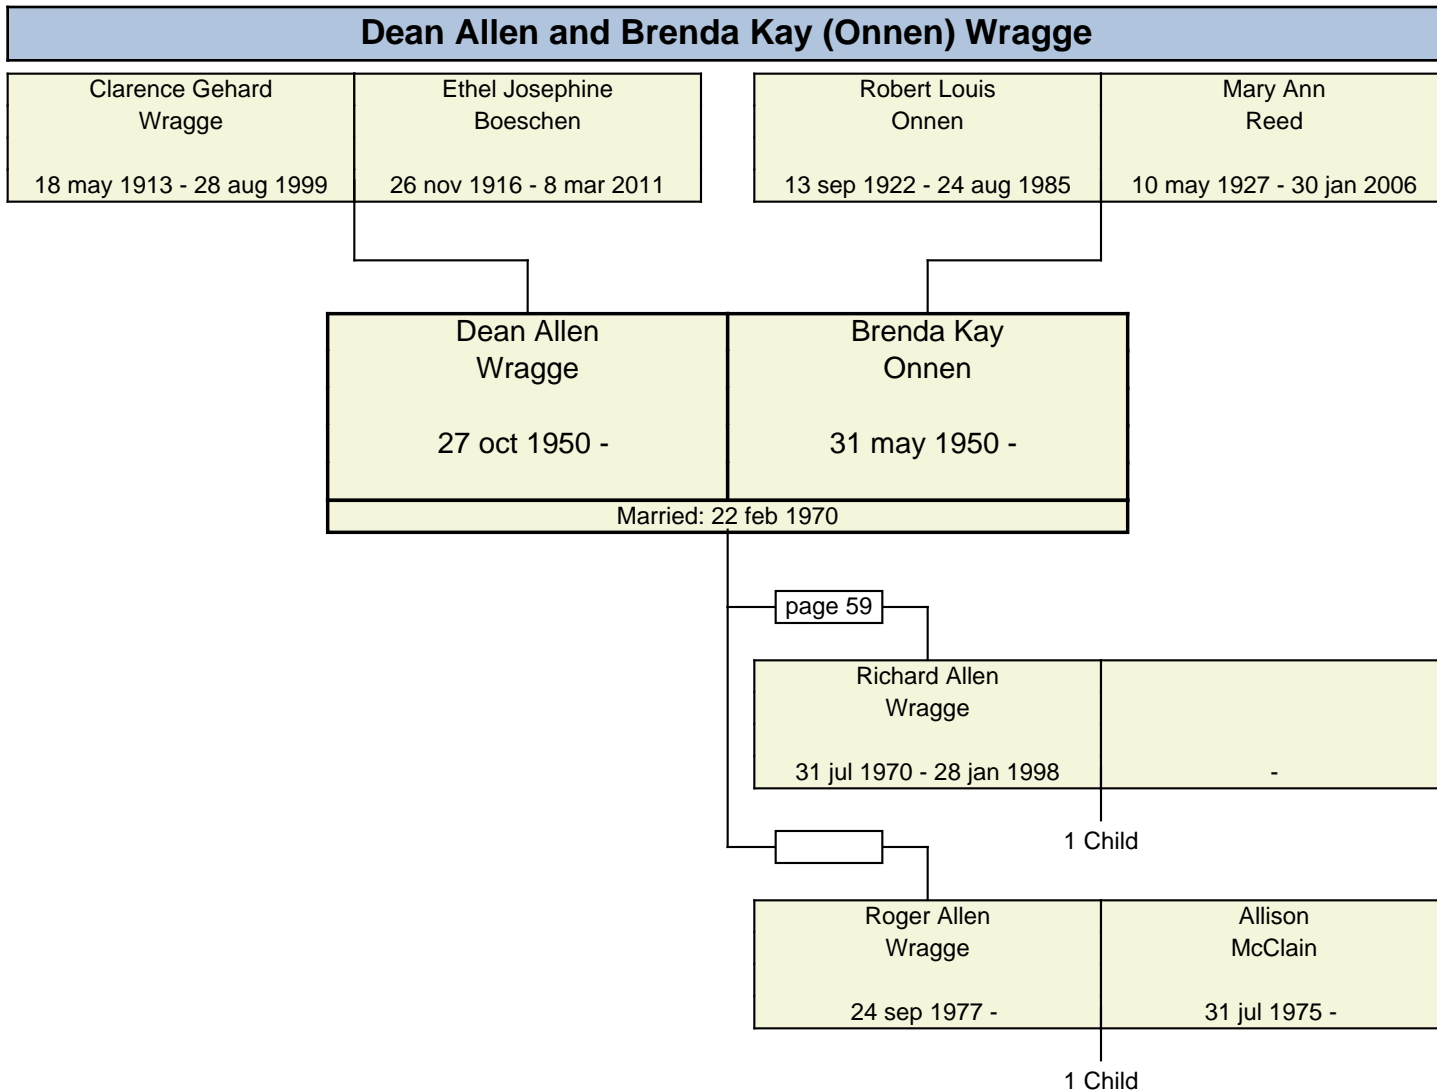 Dean Allen and Brenda Kay (Onnen) Wragge
Clarence Gehard
Wragge
18 may 1913 - 28 aug 1999
Ethel Josephine
Boeschen
26 nov 1916 - 8 mar 2011
Robert Louis
Onnen
13 sep 1922 - 24 aug 1985
Mary Ann
Reed
10 may 1927 - 30 jan 2006
Dean Allen
Wragge
27 oct 1950 -
Brenda Kay
Onnen
31 may 1950 -
Married: 22 feb 1970
page 59
Richard Allen
Wragge
31 jul 1970 - 28 jan 1998
-
1 Child
Roger Allen
Wragge
24 sep 1977 -
Allison
McClain
31 jul 1975 -
1 Child